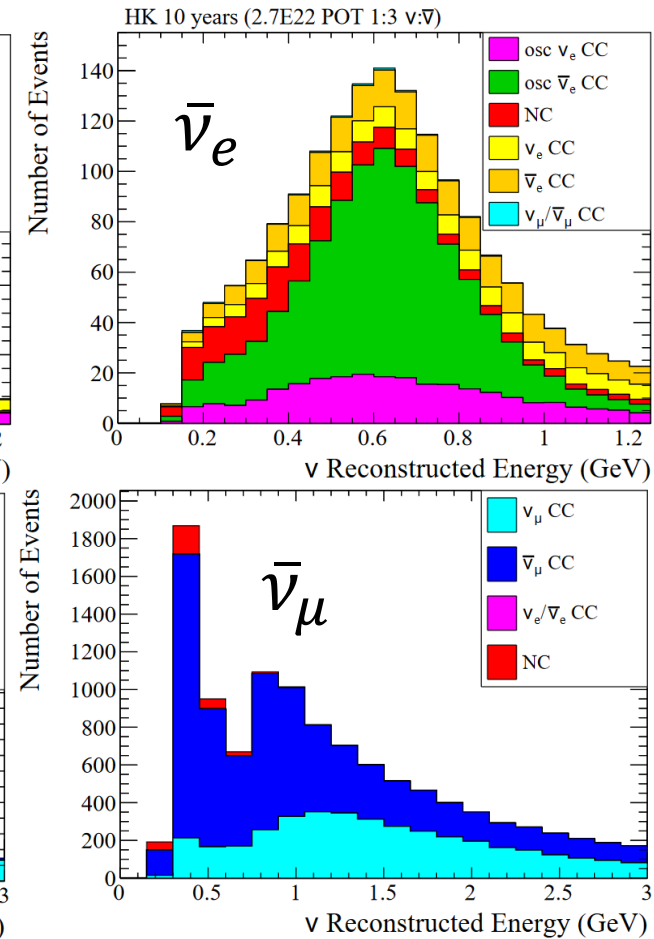 HK 10 years (2.7E22 POT 1:3 ν:ν̅)
Number of Events
140
120
100
80
60
40
20
0
ν̅e
osc νe CC
osc ν̅e CC
NC
νe CC
ν̅e CC
νμ/ν̅μ CC
0 0.2 0.4 0.6 0.8 1 1.2
ν Reconstructed Energy (GeV)
2
)
Number of Events
2000
1800
1600
1400
1200
1000
800
600
400
200
0
ν̅μ
νμ CC
ν̅μ CC
νe/ν̅e CC
NC
0 0.5 1 1.5 2 2.5 3
ν Reconstructed Energy (GeV)
3
)